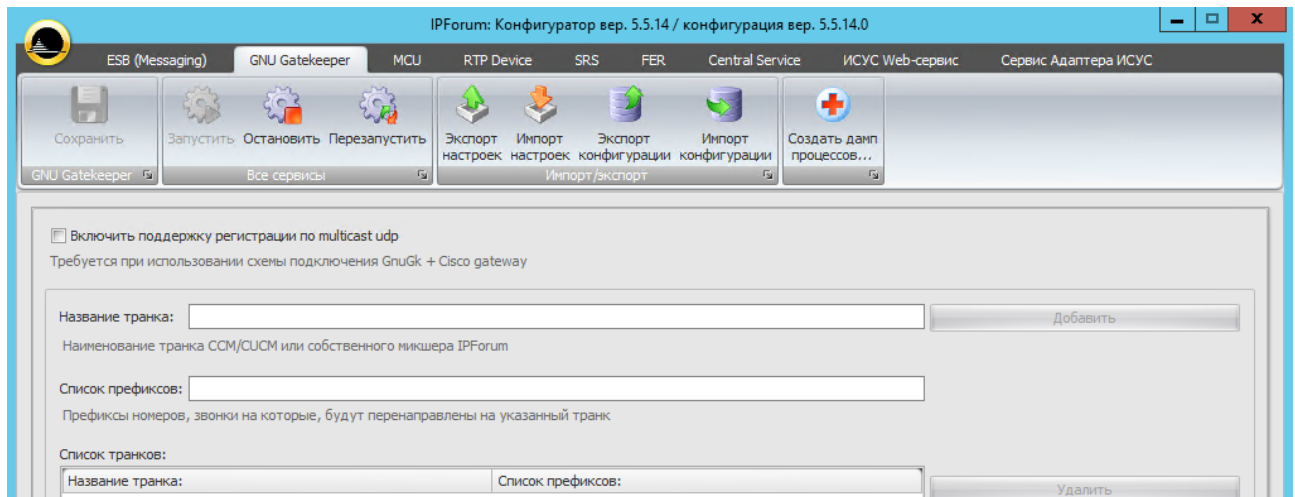 IPForum: Конфигуратор вер. 5.5.14 / конфигурация вер. 5.5.14.0
ESB (Messaging) GNU Gatekeeper MCU RTP Device SRS FER Central Service ИСУС Web-сервис Сервис Адаптера ИСУС
Сохранить Запустить Остановить Перезапустить Экспорт настроек Импорт настроек Экспорт конфигурации Импорт конфигурации Создать дамп процессов...
GNU Gatekeeper Все сервисы Импорт/экспорт
Включить поддержку регистрации по multicast udp
Требуется при использовании схемы подключения GnuGk + Cisco gateway
Название транка: Добавить
Наименование транка CCM/CUCM или собственного микшера IPForum
Список префиксов:
Префиксы номеров, звонки на которые, будут перенаправлены на указанный транк
Список транков:
Название транка: Список префиксов: Удалить